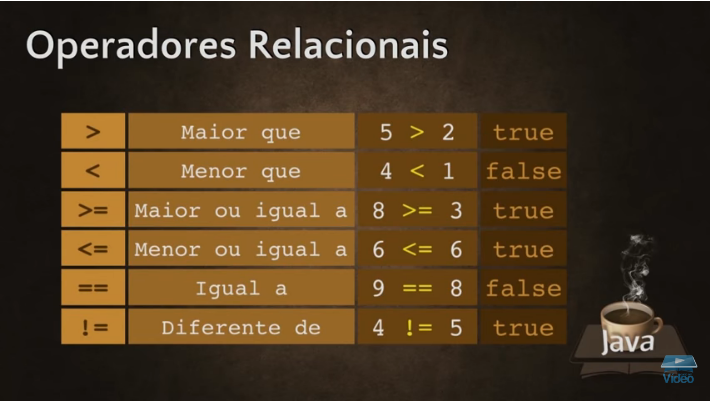 Operadores Relacionais
> Maior que 5 > 2 true
< Menor que 4 < 1 false
>= Maior ou igual a 8 >= 3 true
<= Menor ou igual a 6 <= 6 true
== Igual a 9 == 8 false
!= Diferente de 4 != 5 true
Java
Vídeo